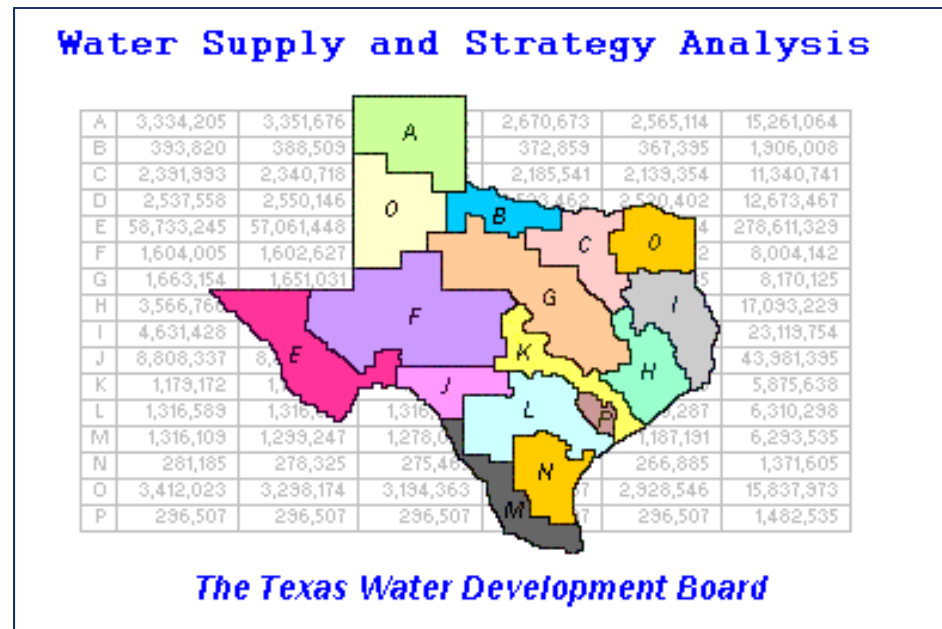 Water Supply and Strategy Analysis
A 3,334,205 3,351,676 2,670,673 2,565,114 15,261,064
B 393,820 388,509 372,859 367,395 1,906,008
C 2,391,993 2,340,718 2,185,541 2,139,354 11,340,741
D 2,537,558 2,550,146 12,673,467
E 58,733,245 57,061,448 278,611,329
F 1,604,005 1,602,627 8,004,142
G 1,663,154 1,651,031 8,170,125
H 17,093,229
I 4,631,428 23,119,754
J 8,808,337 43,981,395
K 1,179,172 5,875,638
L 1,316,589 6,310,298
M 1,316,109 1,299,247 1,187,191 6,293,535
N 281,185 278,325 266,885 1,371,605
O 3,412,023 3,298,174 3,194,363 2,928,546 15,837,973
P 296,507 296,507 296,507 296,507 1,482,535
A
O
B
C
O
G
I
F
E
K
H
J
L
P
N
M
The Texas Water Development Board